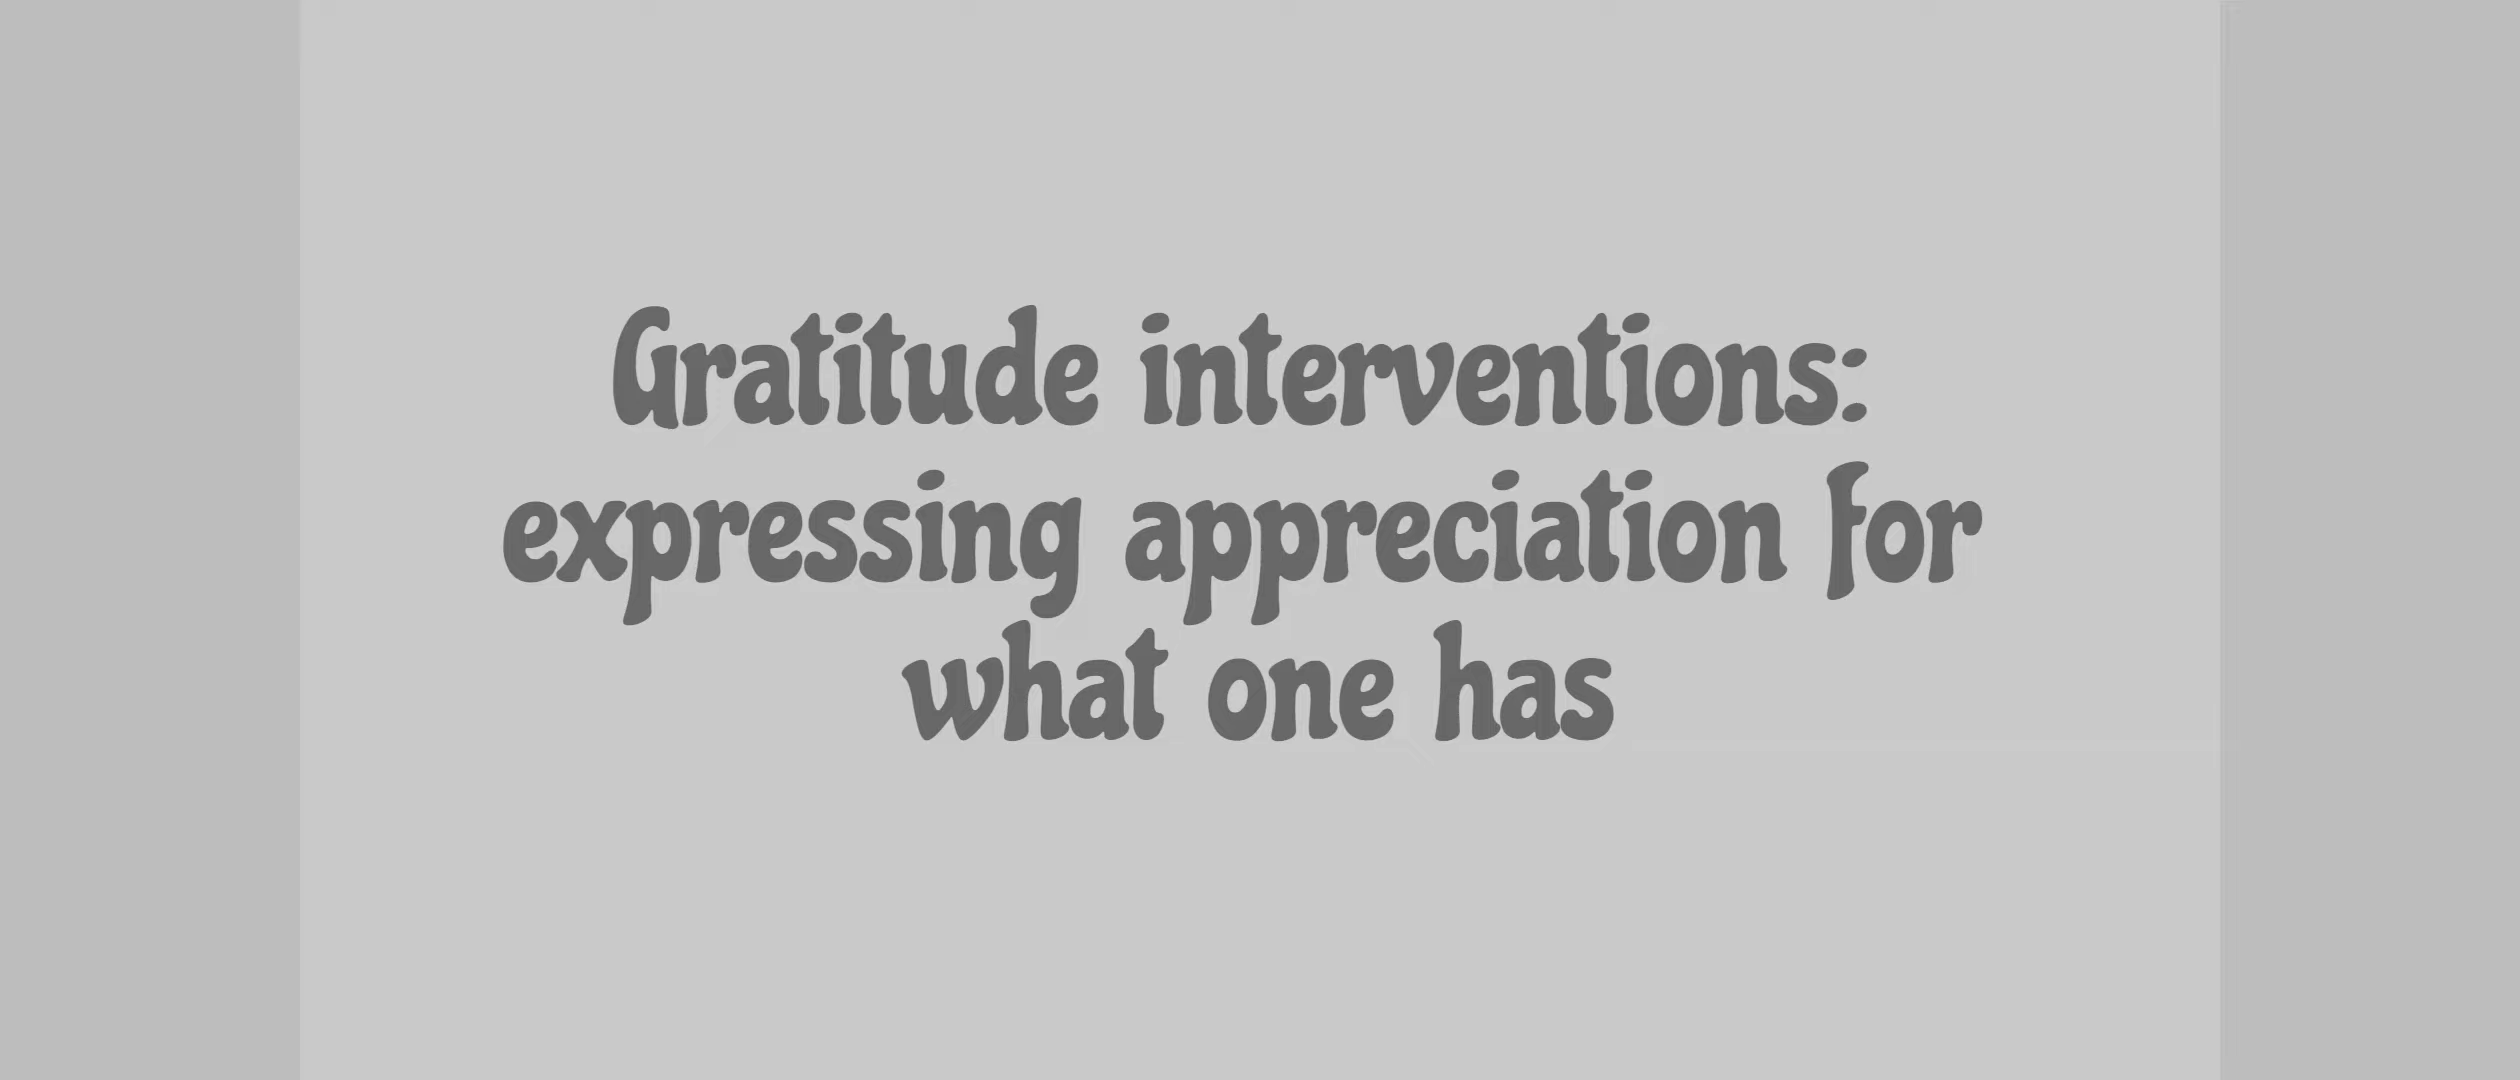 Gratitude interventions:
expressing appreciation for
what one has